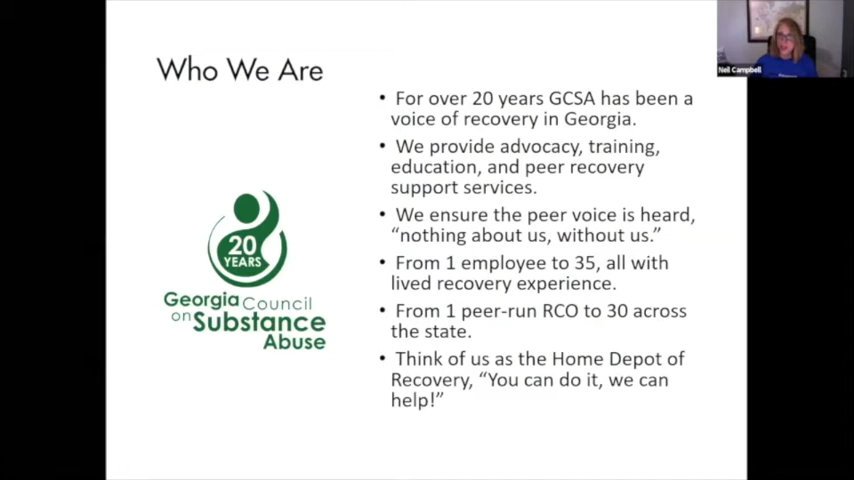 Who We Are
• For over 20 years GCSA has been a
voice of recovery in Georgia.
• We provide advocacy, training,
education, and peer recovery
support services.
• We ensure the peer voice is heard,
“nothing about us, without us.”
• From 1 employee to 35, all with
lived recovery experience.
• From 1 peer-run RCO to 30 across
the state.
• Think of us as the Home Depot of
Recovery, “You can do it, we can
help!”
20
YEARS
Georgia Council
on Substance
Abuse
Neil Campbell